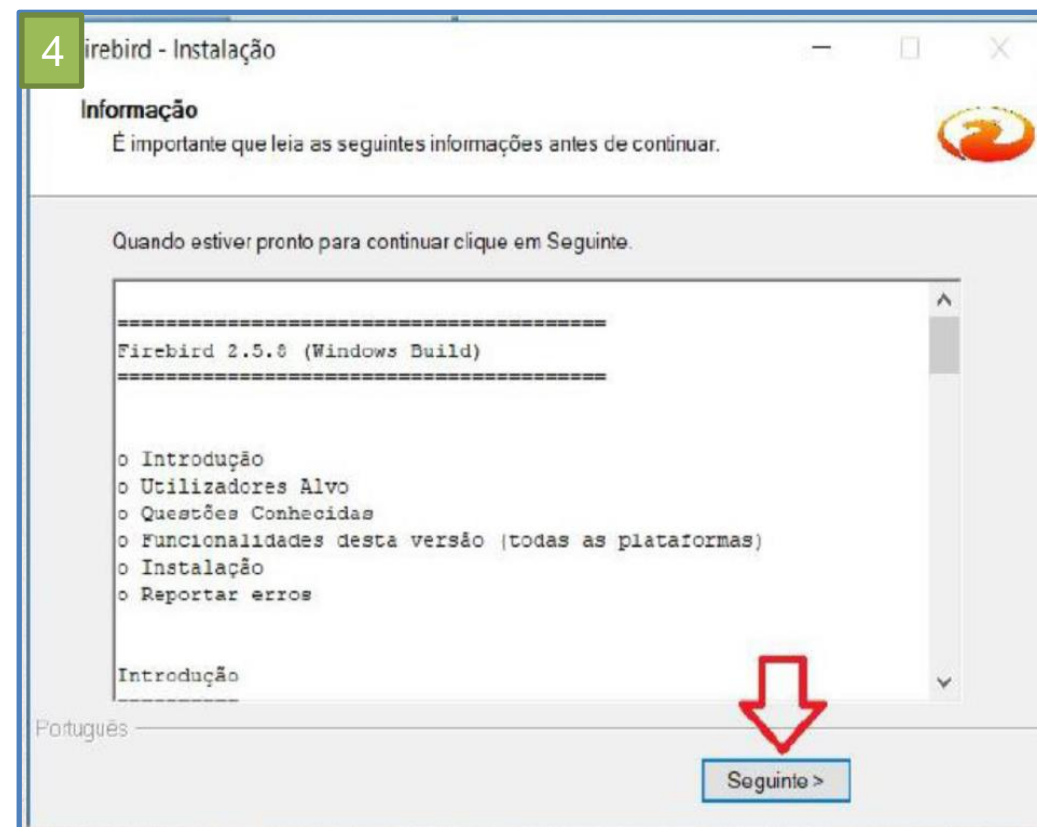 4
irebird - Instalação
Informação
É importante que leia as seguintes informações antes de continuar.
Quando estiver pronto para continuar clique em Seguinte.
========================================
Firebird 2.5.8 (Windows Build)
========================================
o Introdução
o Utilizadores Alvo
o Questões Conhecidas
o Funcionalidades desta versão (todas as plataformas)
o Instalação
o Reportar erros
Introdução
==========
Português
Seguinte >